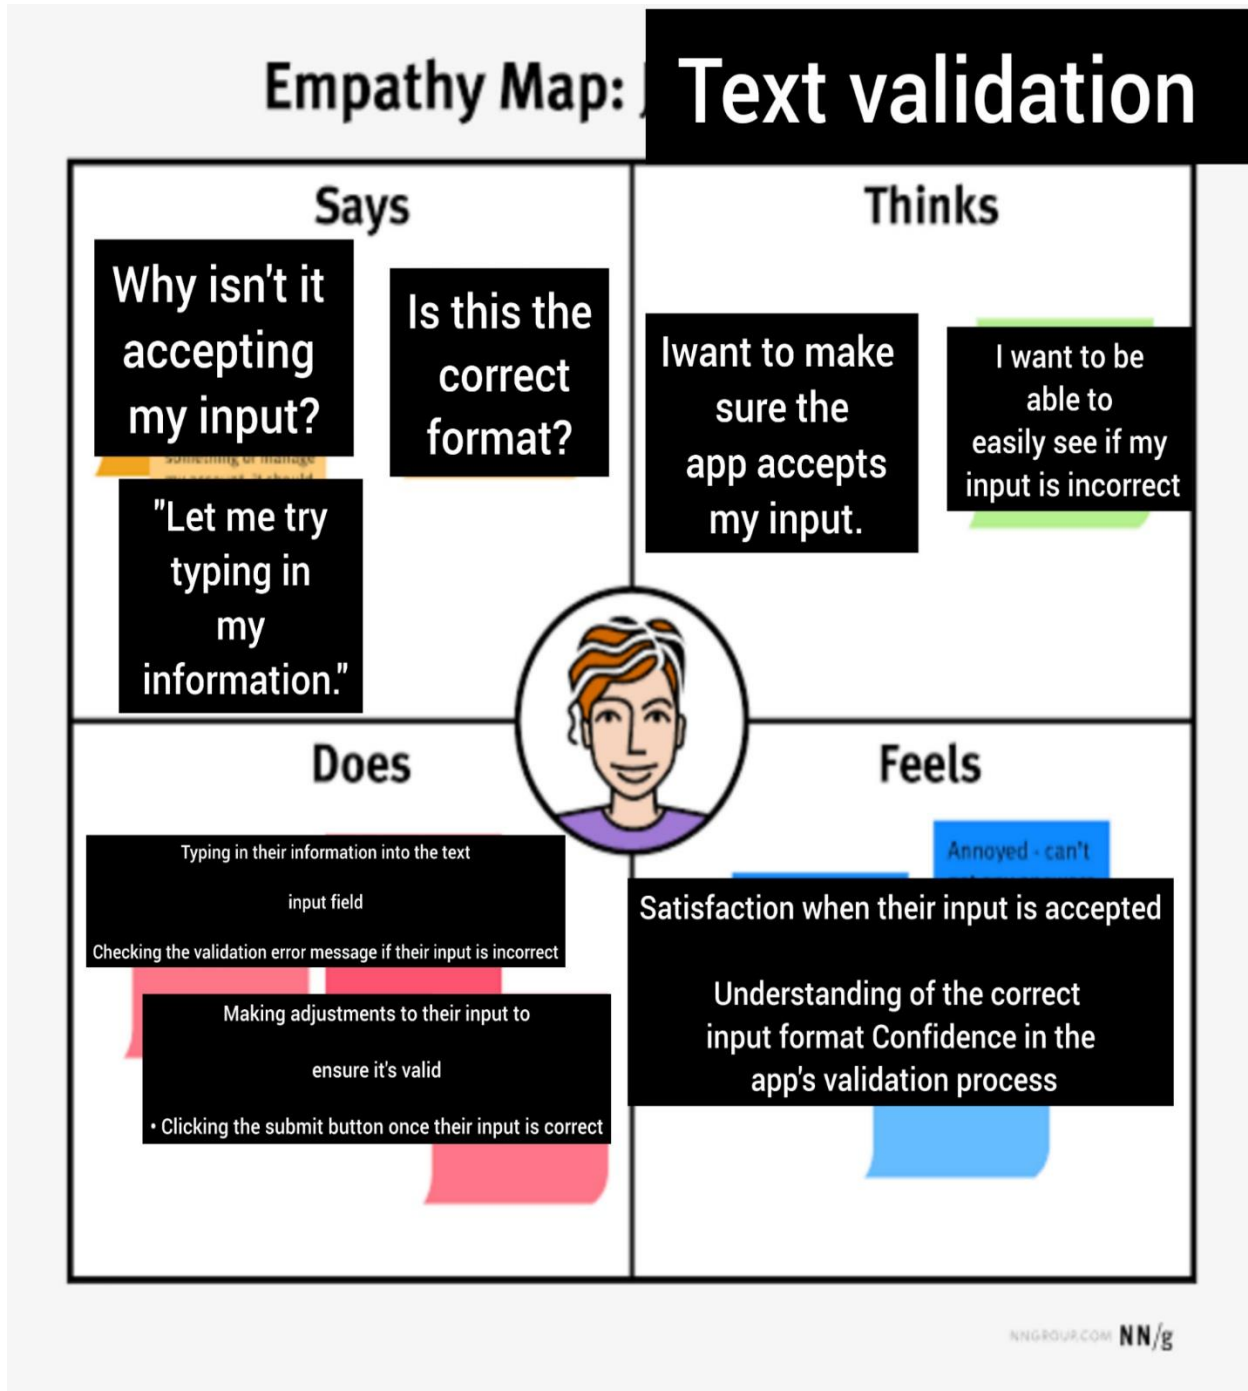 Empathy Map:
Text validation
Says
Why isn't it
accepting
my input?
Is this the
correct
format?
something or manage
"Let me try
typing in
my
information."
Thinks
Iwant to make
sure the
app accepts
my input.
I want to be
able to
easily see if my
input is incorrect
Does
Typing in their information into the text
input field
Checking the validation error message if their input is incorrect
Making adjustments to their input to
ensure it's valid
• Clicking the submit button once their input is correct
Feels
Annoyed - can't
Satisfaction when their input is accepted
Understanding of the correct
input format Confidence in the
app's validation process
NNGROUP.COM NN/g